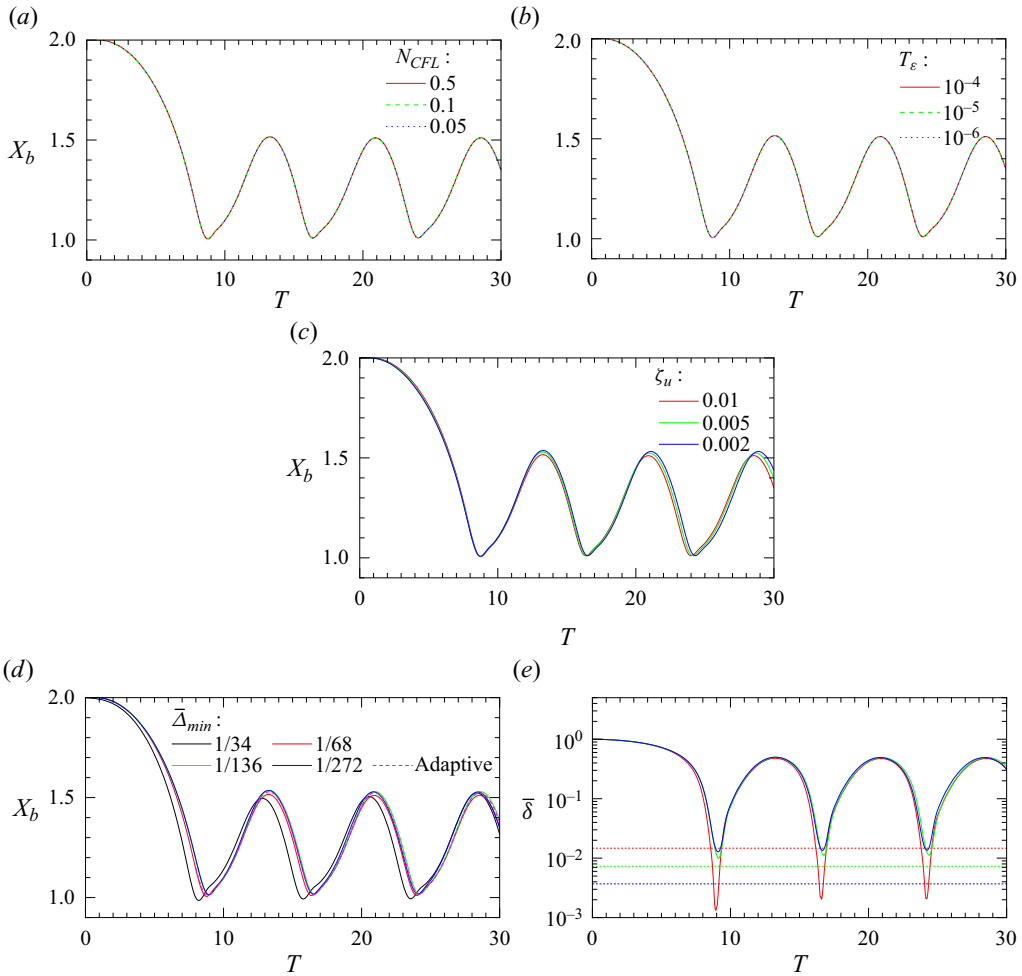 (a)
2.0
1.5
1.0
X_b
N_CFL :
0.5
0.1
0.05
0 10 20 30
T
(b)
2.0
1.5
1.0
T_ε :
10⁻⁴
10⁻⁵
10⁻⁶
0 10 20 30
T
(c)
2.0
1.5
1.0
X_b
ζ_u :
0.01
0.005
0.002
0 10 20 30
T
(d)
2.0
1.5
1.0
X_b
Δ̄_min :
1/34 1/68
1/136 1/272 Adaptive
0 10 20 30
T
(e)
10⁰
10⁻¹
10⁻²
10⁻³
δ̄
0 10 20 30
T